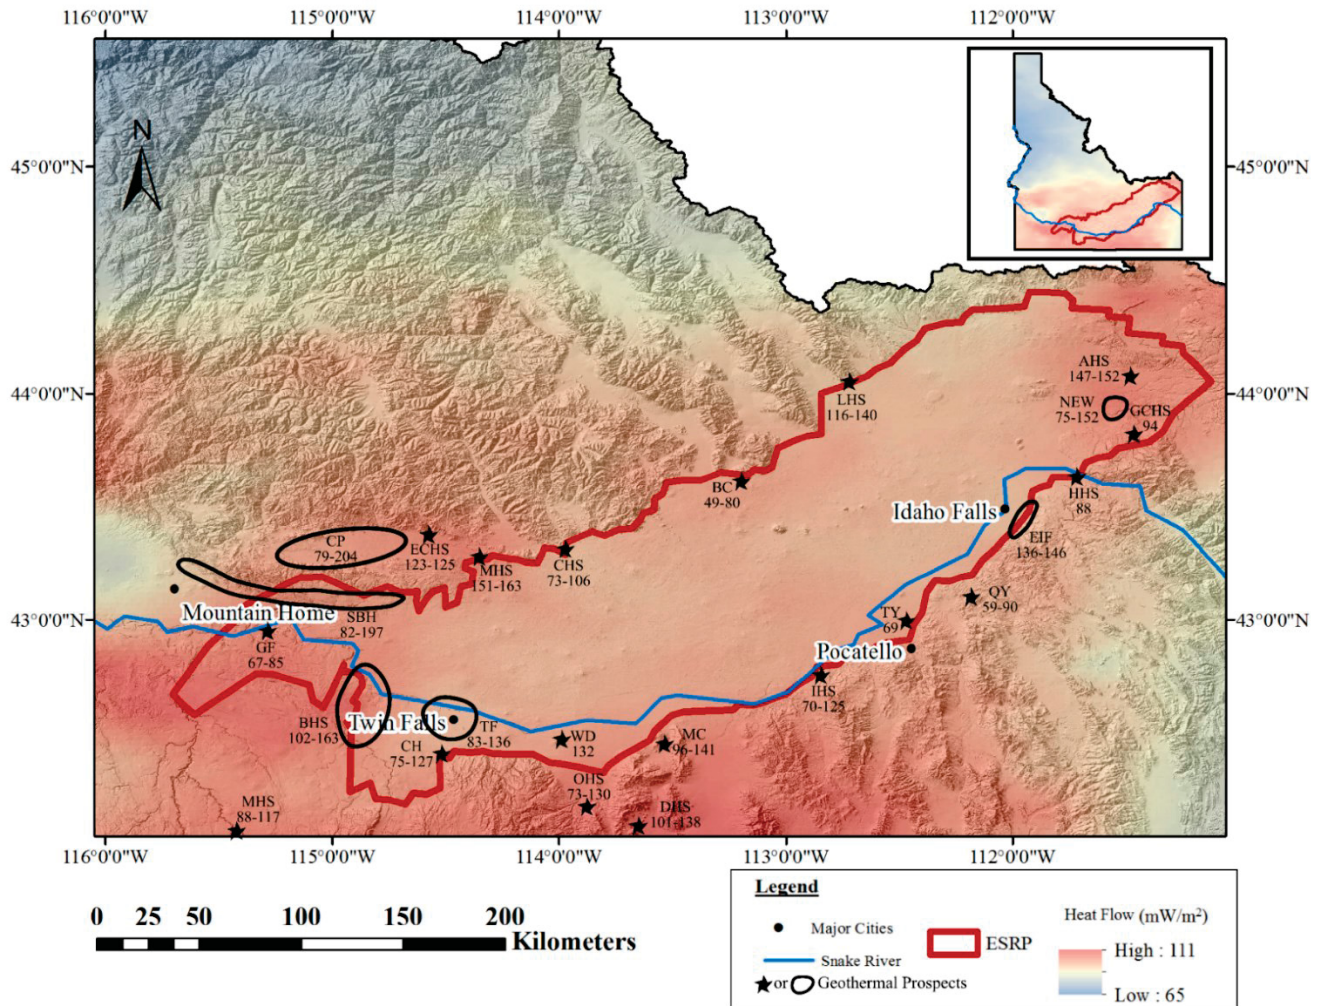 116°0'0"W 115°0'0"W 114°0'0"W 113°0'0"W 112°0'0"W
N
45°0'0"N
45°0'0"N
44°0'0"N
44°0'0"N
43°0'0"N
43°0'0"N
AHS
147-152
NEW
75-152
GCHS
94
LHS
116-140
BC
49-80
HHS
88
Idaho Falls
EIF
136-146
CP
79-204
ECHS
123-125
MHS
151-163
CHS
73-106
QY
59-90
Mountain Home
SBH
82-197
TY
69
GF
67-85
Pocatello
IHS
70-125
BHS
102-163
Twin Falls
TF
83-136
WD
132
MC
96-141
CH
75-127
OHS
73-130
MHS
88-117
DHS
101-138
116°0'0"W 115°0'0"W 114°0'0"W 113°0'0"W 112°0'0"W
0 25 50 100 150 200
Kilometers
Legend
Major Cities
Snake River
or Geothermal Prospects
ESRP
Heat Flow (mW/m²)
High : 111
Low : 65